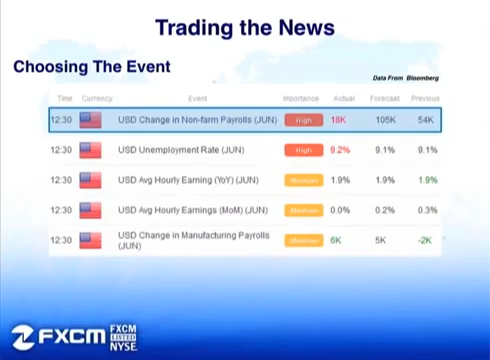 Trading the News
Choosing The Event
Data From Bloomberg
Time Currency Event Importance Actual Forecast Previous
12:30 USD Change in Non-farm Payrolls (JUN) High 18K 105K 54K
12:30 USD Unemployment Rate (JUN) High 9.2% 9.1% 9.1%
12:30 USD Avg Hourly Earning (YoY) (JUN) Medium 1.9% 1.9% 1.9%
12:30 USD Avg Hourly Earnings (MoM) (JUN) Medium 0.0% 0.2% 0.3%
12:30 USD Change in Manufacturing Payrolls (JUN) Medium 6K 5K -2K
FXCM
FXCM
LISTED
NYSE